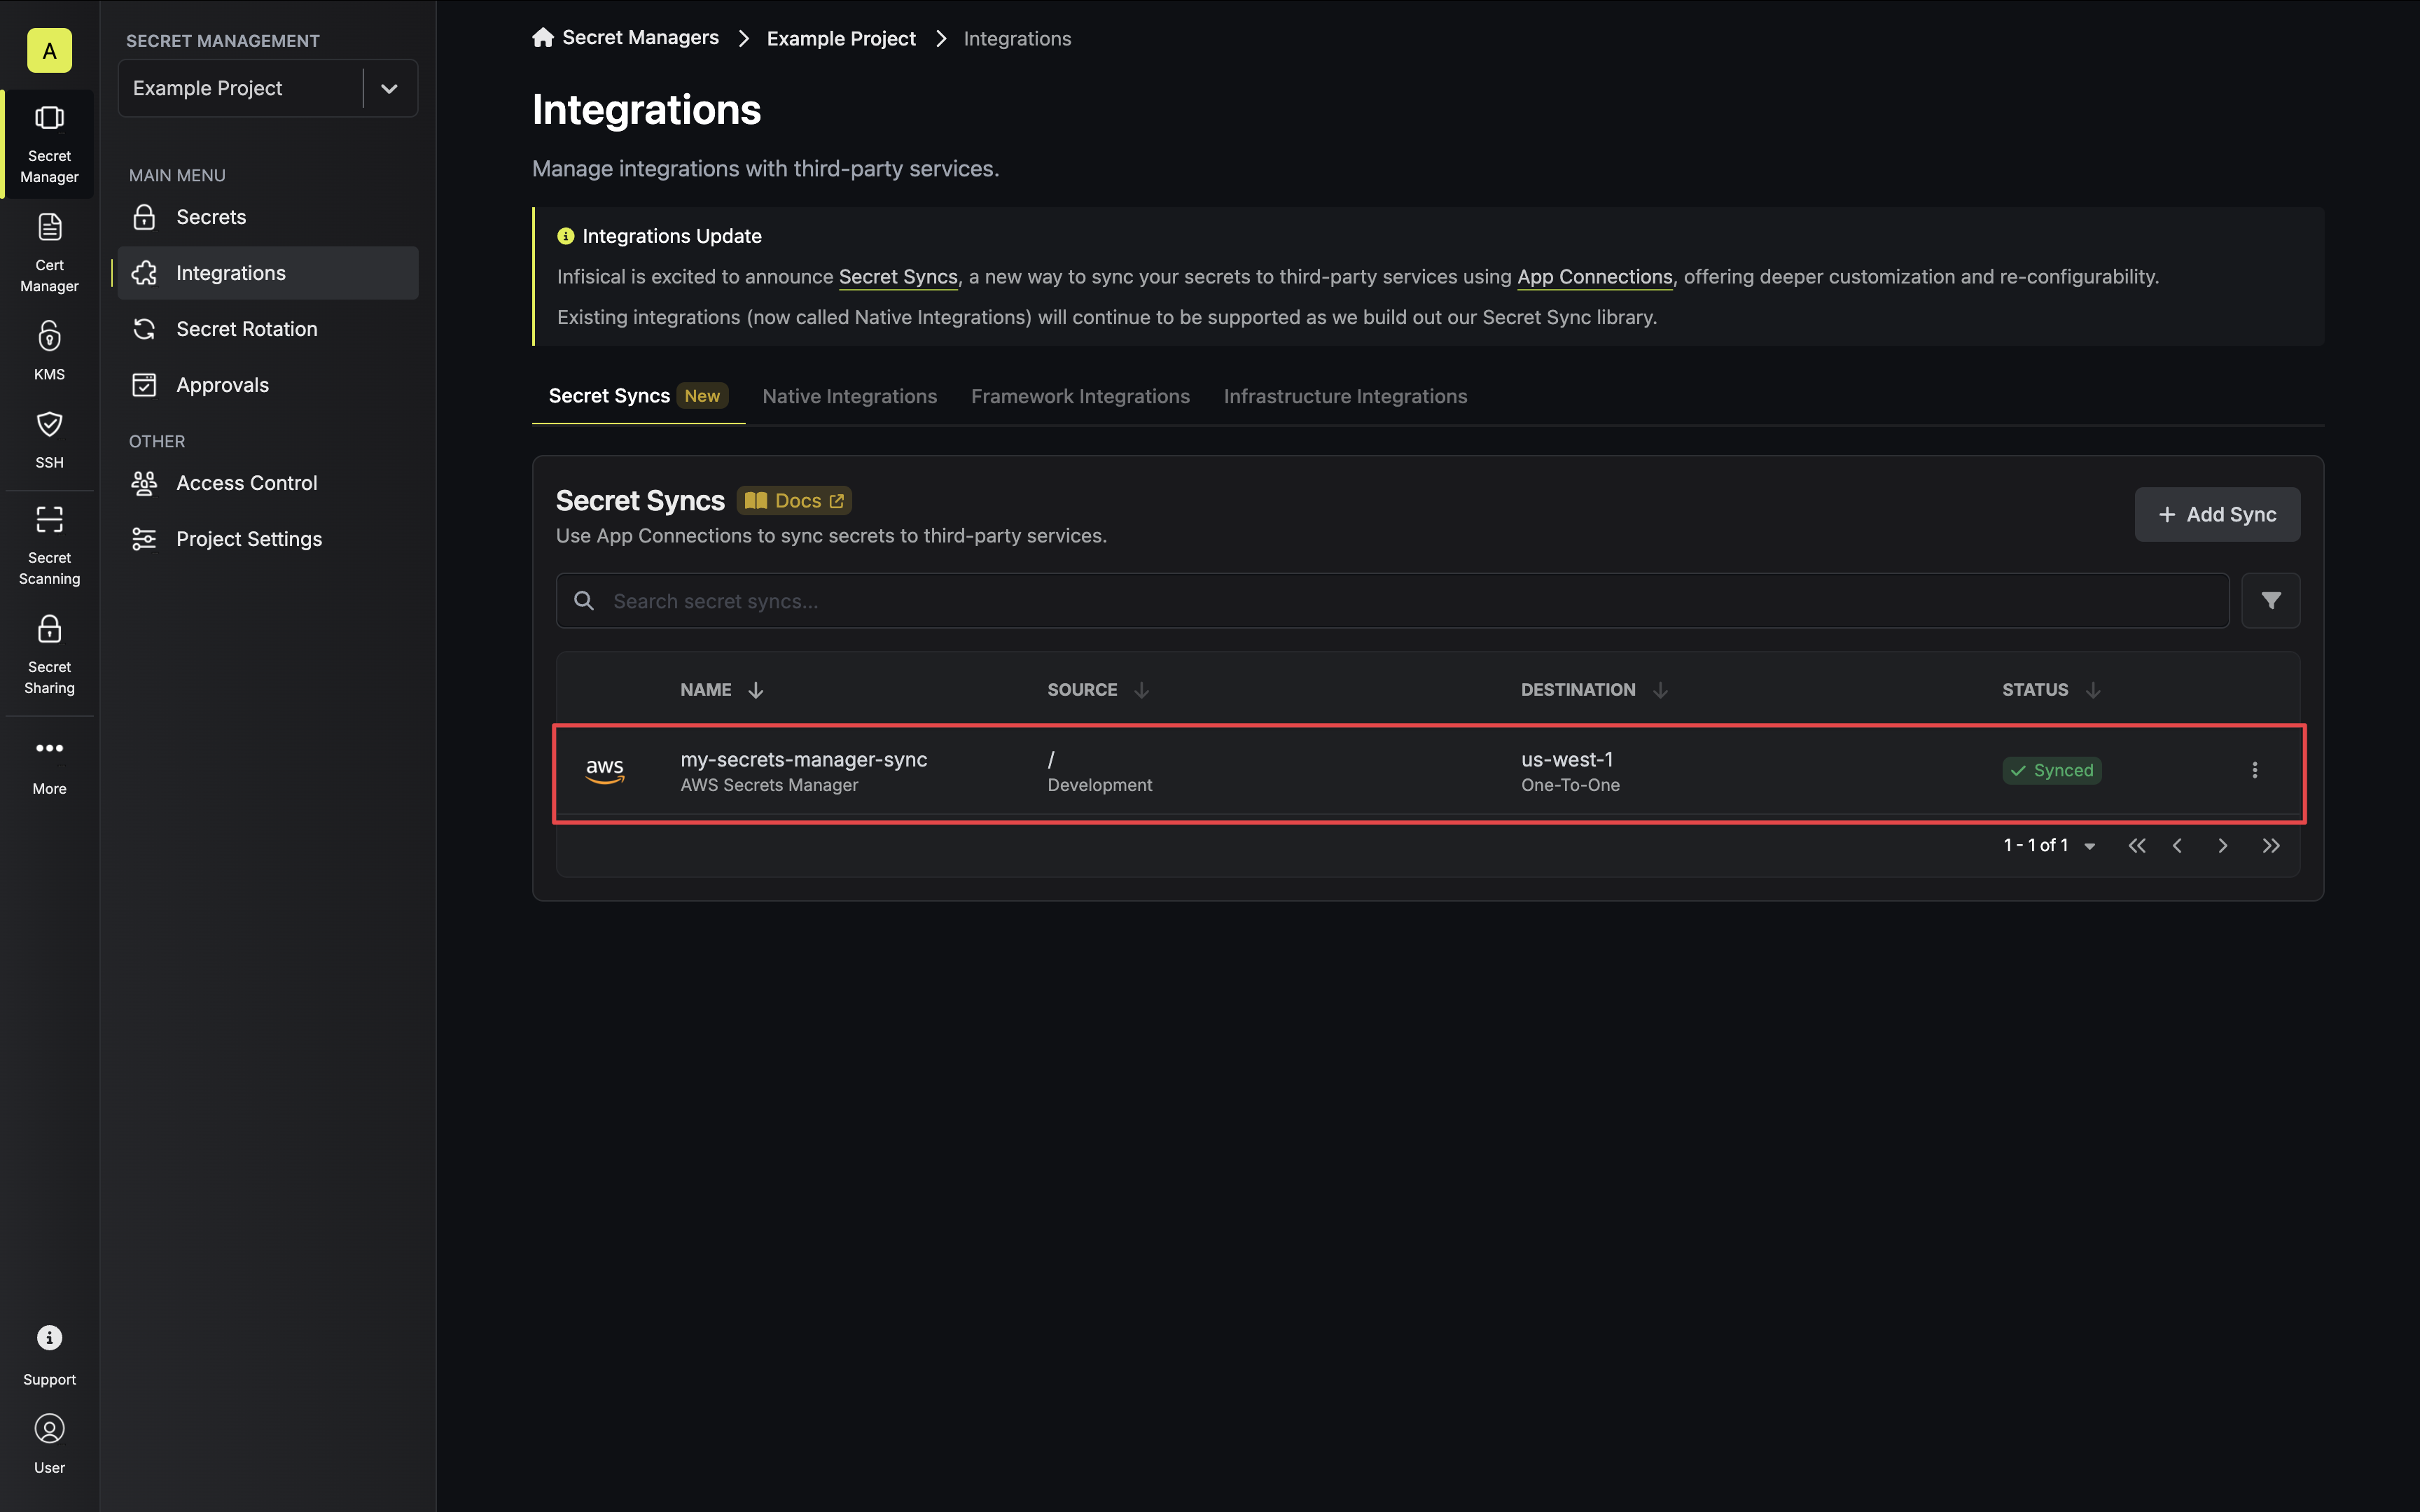 A
Secret
Manager
Cert
Manager
KMS
SSH
Secret
Scanning
Secret
Sharing
More
Support
User
SECRET MANAGEMENT
Example Project
MAIN MENU
Secrets
Integrations
Secret Rotation
Approvals
OTHER
Access Control
Project Settings
Secret Managers > Example Project > Integrations
Integrations
Manage integrations with third-party services.
Integrations Update
Infisical is excited to announce Secret Syncs, a new way to sync your secrets to third-party services using App Connections, offering deeper customization and re-configurability.
Existing integrations (now called Native Integrations) will continue to be supported as we build out our Secret Sync library.
Secret Syncs New Native Integrations Framework Integrations Infrastructure Integrations
Secret Syncs Docs
Use App Connections to sync secrets to third-party services.
+ Add Sync
Search secret syncs...
NAME SOURCE DESTINATION STATUS
aws
my-secrets-manager-sync / us-west-1
AWS Secrets Manager Development One-To-One
Synced
1 - 1 of 1